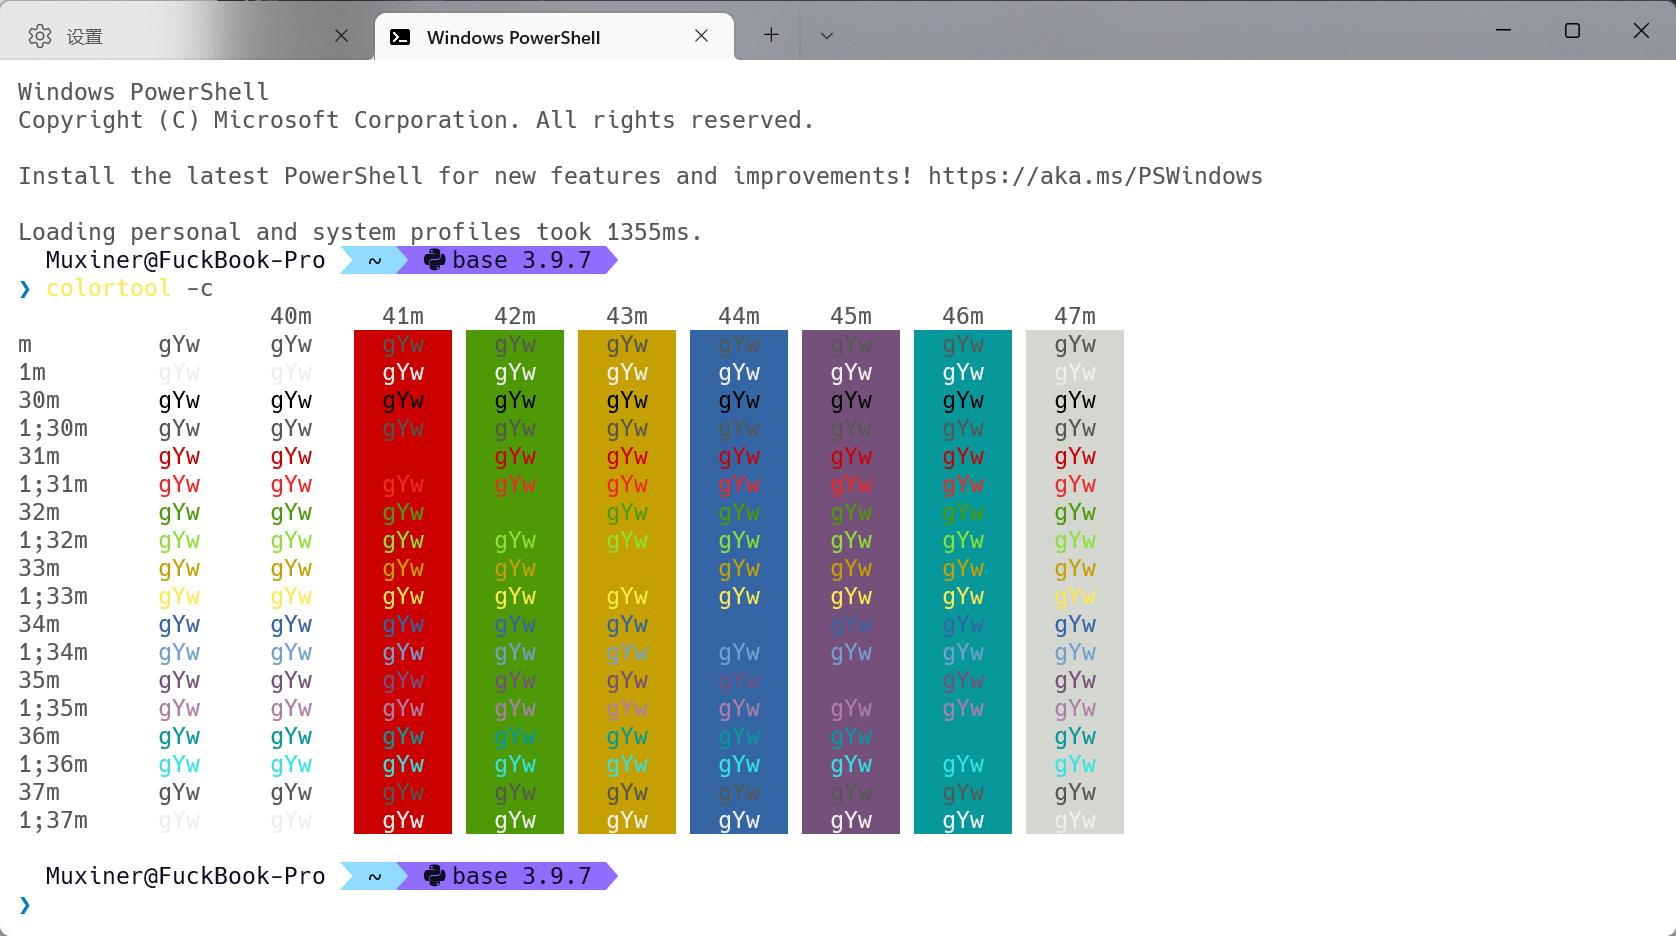 设置
Windows PowerShell
Windows PowerShell
Copyright (C) Microsoft Corporation. All rights reserved.
Install the latest PowerShell for new features and improvements! https://aka.ms/PSWindows
Loading personal and system profiles took 1355ms.
Muxiner@FuckBook-Pro ~ base 3.9.7
❯ colortool -c
40m 41m 42m 43m 44m 45m 46m 47m
m gYw gYw gYw gYw gYw gYw gYw gYw gYw
1m gYw gYw gYw gYw gYw gYw gYw gYw gYw
30m gYw gYw gYw gYw gYw gYw gYw gYw gYw
1;30m gYw gYw gYw gYw gYw gYw gYw gYw gYw
31m gYw gYw gYw gYw gYw gYw gYw gYw
1;31m gYw gYw gYw gYw gYw gYw gYw gYw gYw
32m gYw gYw gYw gYw gYw gYw gYw gYw
1;32m gYw gYw gYw gYw gYw gYw gYw gYw gYw
33m gYw gYw gYw gYw gYw gYw gYw gYw
1;33m gYw gYw gYw gYw gYw gYw gYw gYw gYw
34m gYw gYw gYw gYw gYw gYw gYw gYw
1;34m gYw gYw gYw gYw gYw gYw gYw gYw gYw
35m gYw gYw gYw gYw gYw gYw gYw gYw
1;35m gYw gYw gYw gYw gYw gYw gYw gYw gYw
36m gYw gYw gYw gYw gYw gYw gYw gYw
1;36m gYw gYw gYw gYw gYw gYw gYw gYw gYw
37m gYw gYw gYw gYw gYw gYw gYw gYw gYw
1;37m gYw gYw gYw gYw gYw gYw gYw gYw gYw
Muxiner@FuckBook-Pro ~ base 3.9.7
❯